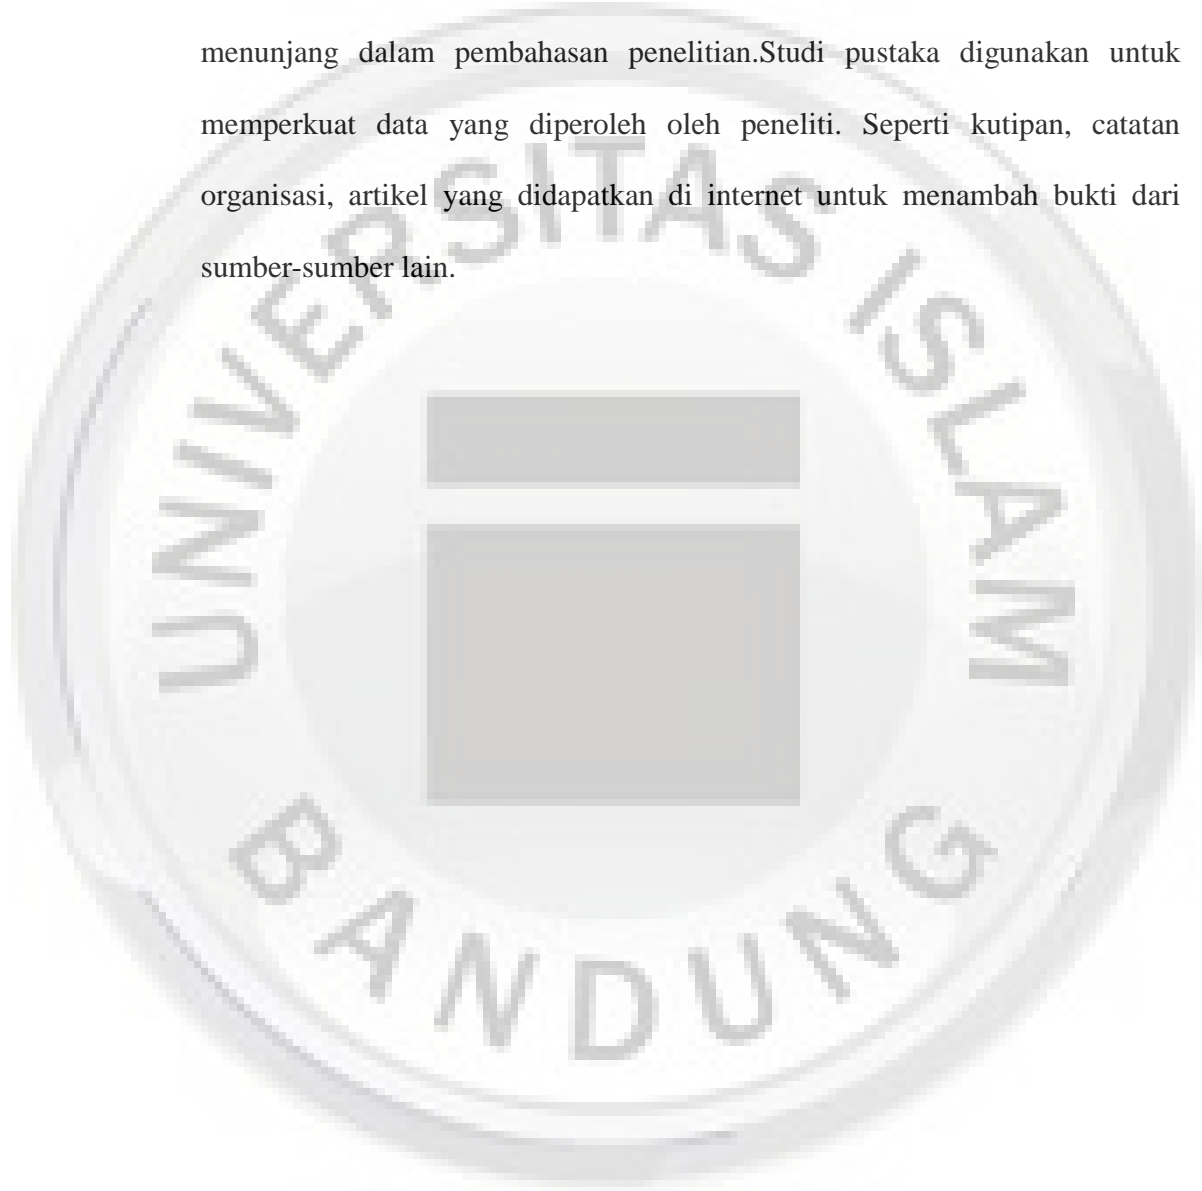 menunjang dalam pembahasan penelitian.Studi pustaka digunakan untuk
memperkuat data yang diperoleh oleh peneliti. Seperti kutipan, catatan
organisasi, artikel yang didapatkan di internet untuk menambah bukti dari
sumber-sumber lain.
UNIVERSITAS ISLAM
BANDUNG